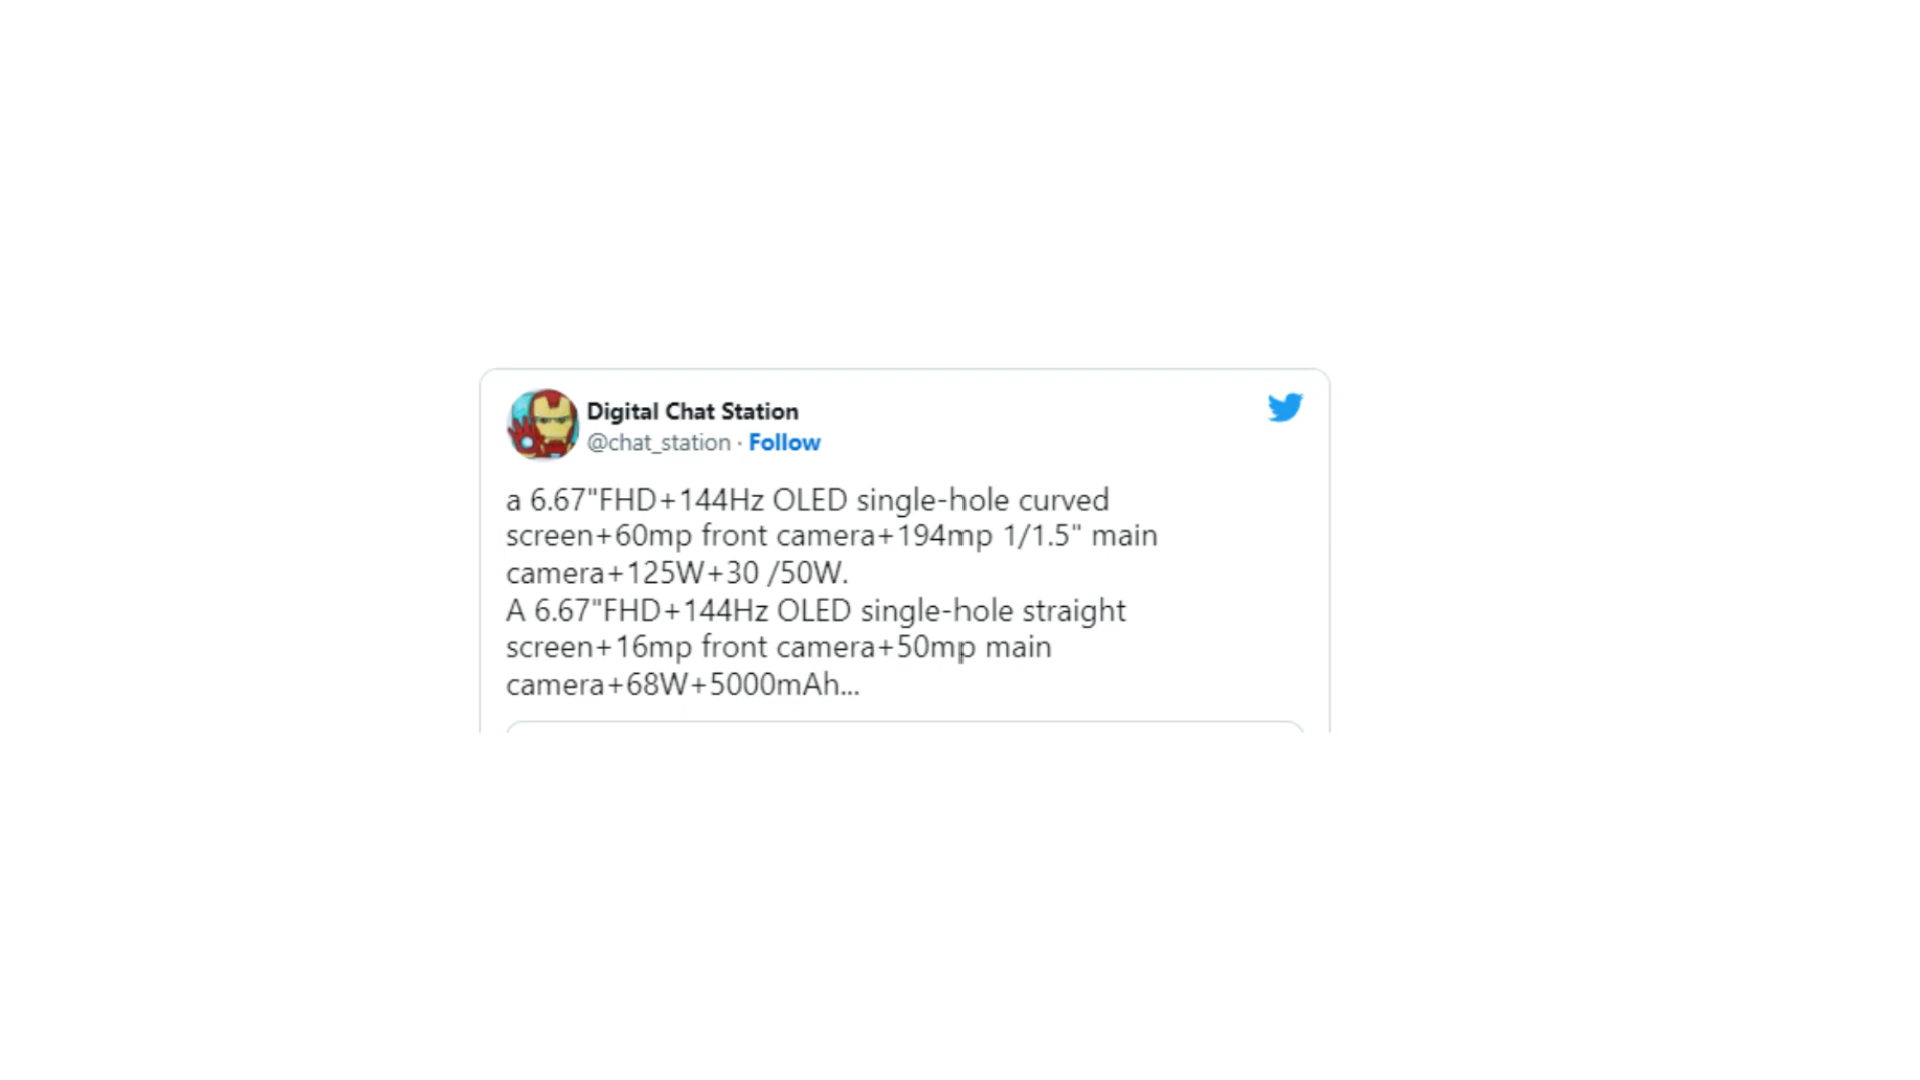 Digital Chat Station
@chat_station · Follow
a 6.67"FHD+144Hz OLED single-hole curved
screen+60mp front camera+194mp 1/1.5" main
camera+125W+30 /50W.
A 6.67"FHD+144Hz OLED single-hole straight
screen+16mp front camera+50mp main
camera+68W+5000mAh...